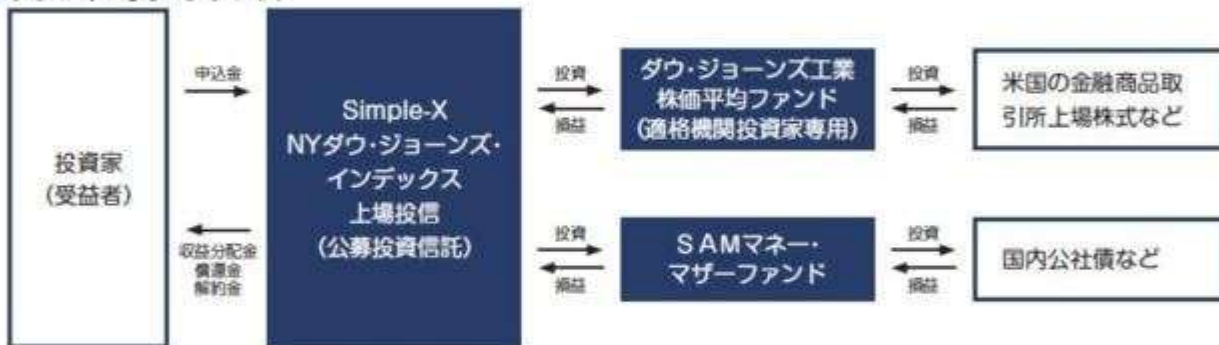 投資家
(受益者)
申込金
収益分配金
償還金
解約金
Simple-X
NYダウ・ジョーンズ・
インデックス
上場投信
(公募投資信託)
投資
損益
ダウ・ジョーンズ工業
株価平均ファンド
(適格機関投資家専用)
投資
損益
米国の金融商品取
引所上場株式など
投資
損益
SAMマネー・
マザーファンド
投資
損益
国内公社債など